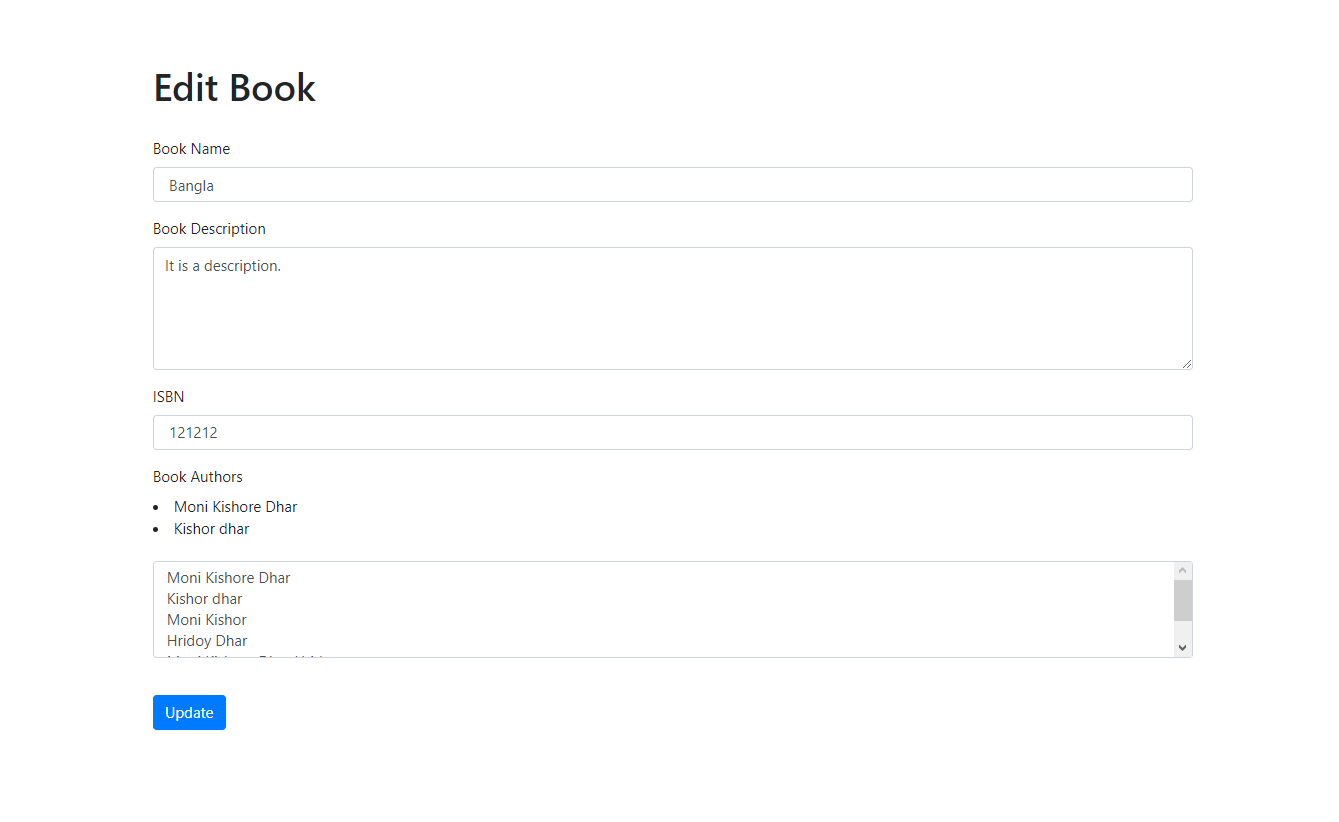 Edit Book
Book Name
Bangla
Book Description
It is a description.
ISBN
121212
Book Authors
Moni Kishore Dhar
Kishor dhar
Moni Kishore Dhar
Kishor dhar
Moni Kishor
Hridoy Dhar
Update